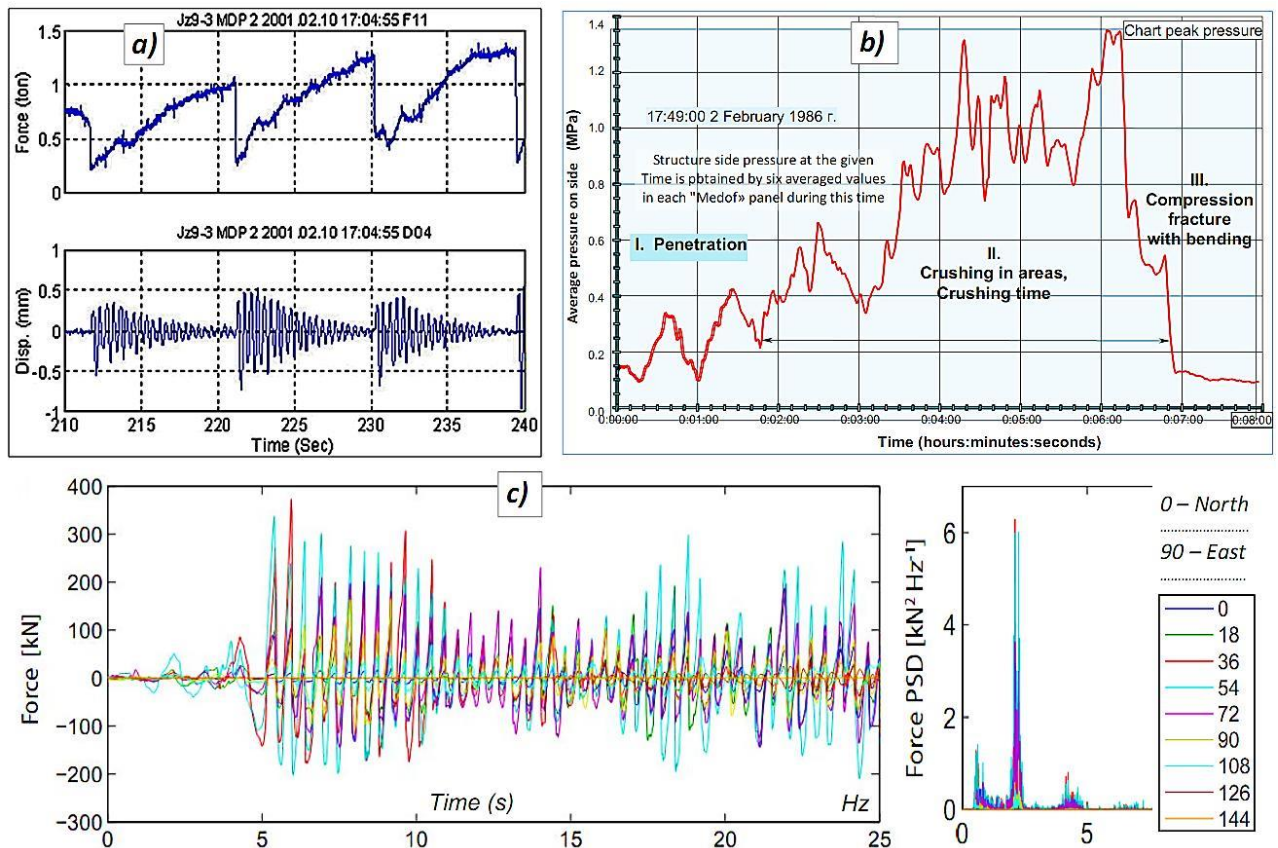 Jz9-3 MDP 2 2001 .02.10 17:04:55 F11
a)
Force (ton)
1.5
1
0.5
0
Jz9-3 MDP 2 2001 .02.10 17:04:55 D04
Disp. (mm)
1
0.5
0
-0.5
-1
210 215 220 225 230 235 240
Time (Sec)
b)
Chart peak pressure
Average pressure on side (MPa)
1.4
1.2
1.0
0.8
0.6
0.4
0.2
0.0
17:49:00 2 February 1986 г.
Structure side pressure at the given
Time is pbtained by six averaged values
in each "Medof» panel during this time
I. Penetration
II.
Crushing in areas,
Crushing time
III.
Compression
fracture
with bending
0:00:00 0:01:00 0:02:00 0:03:00 0:04:00 0:05:00 0:06:00 0:07:00 0:08:00
Time (hours:minutes:seconds)
c)
Force [kN]
400
300
200
100
0
-100
-200
-300
0 5 10 15 20 25
Time (s)
Hz
Force PSD [kN² Hz⁻¹]
6
4
2
0
0 5
0 – North
90 – East
0
18
36
54
72
90
108
126
144